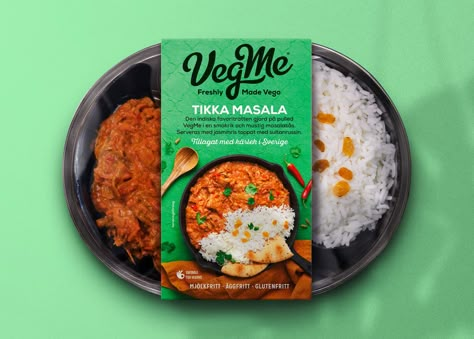 VegMe
Freshly Made Vego
TIKKA MASALA
Den indiska favoriträtten gjord på pulled
VegMe i en smakrik och mustig masalasås.
Serveras med jasminris toppat med sultanrussin.
Tillagat med kärlek i Sverige
MJÖLKFRITT · ÄGGFRITT · GLUTENFRITT